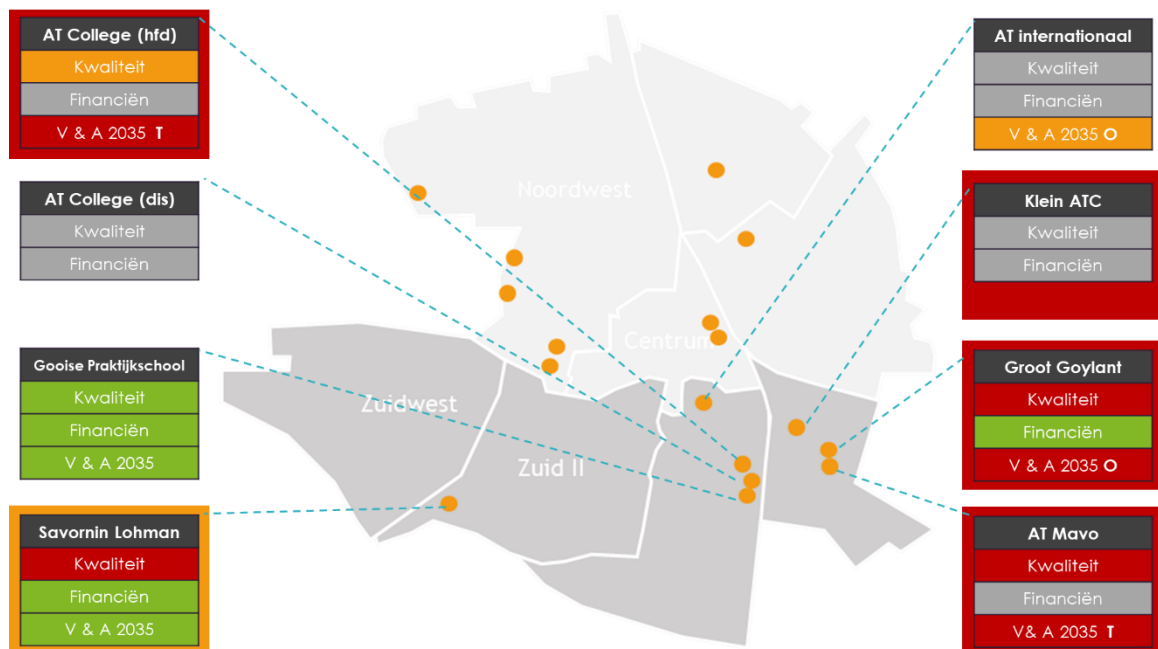 AT College (hfd)
Kwaliteit
Financiën
V & A 2035 T
AT College (dis)
Kwaliteit
Financiën
Gooise Praktijkschool
Kwaliteit
Financiën
V & A 2035
Savornin Lohman
Kwaliteit
Financiën
V & A 2035
Noordwest
Centrum
Zuidwest
Zuid II
AT internationaal
Kwaliteit
Financiën
V & A 2035 O
Klein ATC
Kwaliteit
Financiën
Groot Goylant
Kwaliteit
Financiën
V & A 2035 O
AT Mavo
Kwaliteit
Financiën
V& A 2035 T